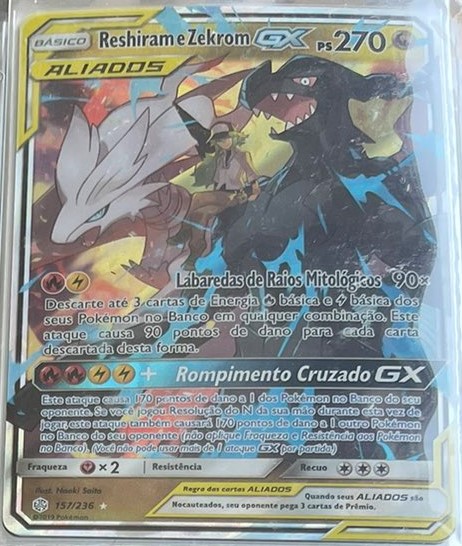 BÁSICO Reshiram e Zekrom GX PS 270
ALIADOS
Labaredas de Raios Mitológicos 90×
Descarte até 3 cartas de Energia básica e básica dos
seus Pokémon no Banco em qualquer combinação. Este
ataque causa 90 pontos de dano para cada carta
descartada desta forma.
+ Rompimento Cruzado GX
Este ataque causa 170 pontos de dano a 1 dos Pokémon no Banco do seu
oponente. Se você jogou Resolução do N da sua mão durante esta vez de
jogar, este ataque também causará 170 pontos de dano a 1 outro Pokémon
no Banco do seu oponente (não aplique Fraqueza e Resistência aos Pokémon
no Banco). (Você não pode usar mais de 1 ataque GX por partida.)
Fraqueza × 2 Resistência Recuo
Illust. Naoki Saito
157/236
©2019 Pokémon
Regra das cartas ALIADOS
Quando seus ALIADOS são
Nocauteados, seu oponente pega 3 cartas de Prêmio.